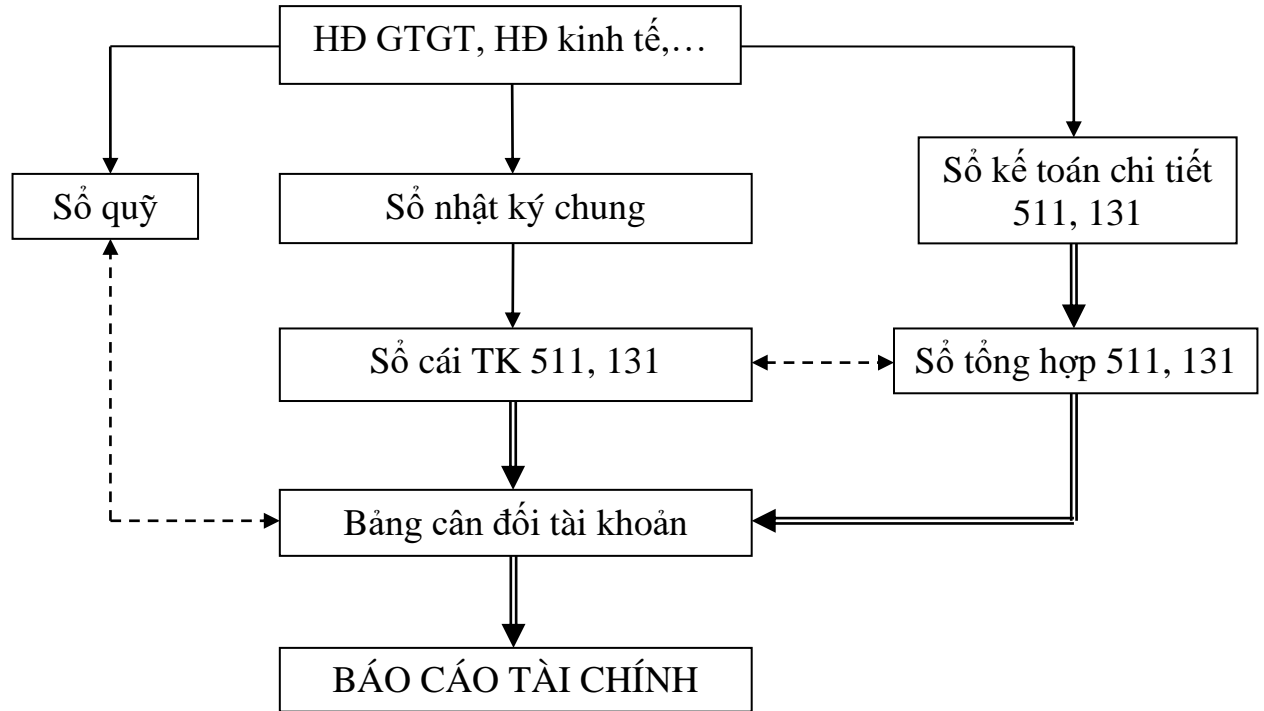 HĐ GTGT, HĐ kinh tế,…
Sổ quỹ
Sổ nhật ký chung
Sổ kế toán chi tiết
511, 131
Sổ cái TK 511, 131
Sổ tổng hợp 511, 131
Bảng cân đối tài khoản
BÁO CÁO TÀI CHÍNH